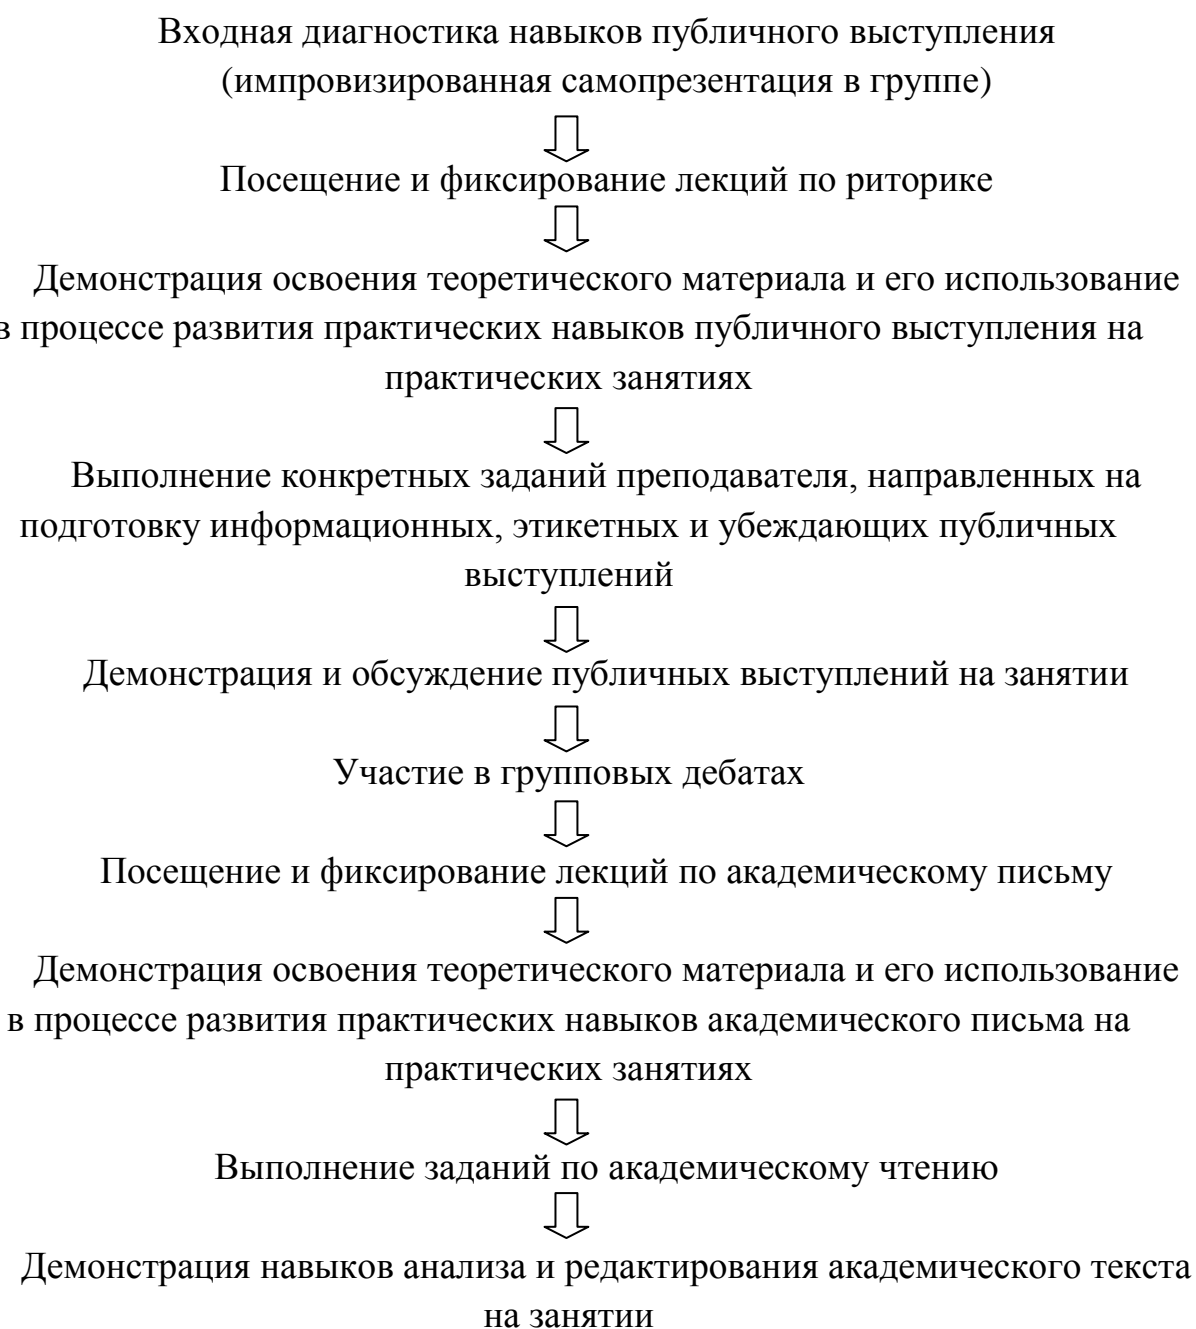 Входная диагностика навыков публичного выступления
(импровизированная самопрезентация в группе)
Посещение и фиксирование лекций по риторике
Демонстрация освоения теоретического материала и его использование
в процессе развития практических навыков публичного выступления на
практических занятиях
Выполнение конкретных заданий преподавателя, направленных на
подготовку информационных, этикетных и убеждающих публичных
выступлений
Демонстрация и обсуждение публичных выступлений на занятии
Участие в групповых дебатах
Посещение и фиксирование лекций по академическому письму
Демонстрация освоения теоретического материала и его использование
в процессе развития практических навыков академического письма на
практических занятиях
Выполнение заданий по академическому чтению
Демонстрация навыков анализа и редактирования академического текста
на занятии